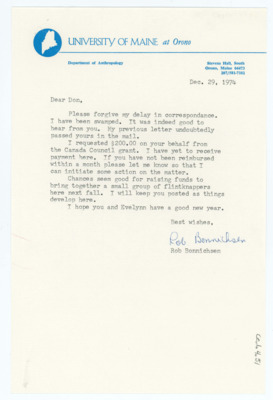 UNIVERSITY OF MAINE at Orono
Department of Anthropology
Stevens Hall, South
Orono, Maine 04473
207/581-7102
Dec. 29, 1974
Dear Don,
Please forgive my delay in correspondence.
I have been swamped. It was indeed good to
hear from you. My previous letter undoubtedly
passed yours in the mail.
I requested $200.00 on your behalf from
the Canada Council grant. I have yet to receive
payment here. If you have not been reimbursed
within a month please let me know so that I
can initiate some action on the matter.
Chances seem good for raising funds to
bring together a small group of flintknappers
here next fall. I will keep you posted as things
develop here.
I hope you and Evelynn have a good new year.
Best wishes,
Rob Bonnichsen
Rob Bonnichsen